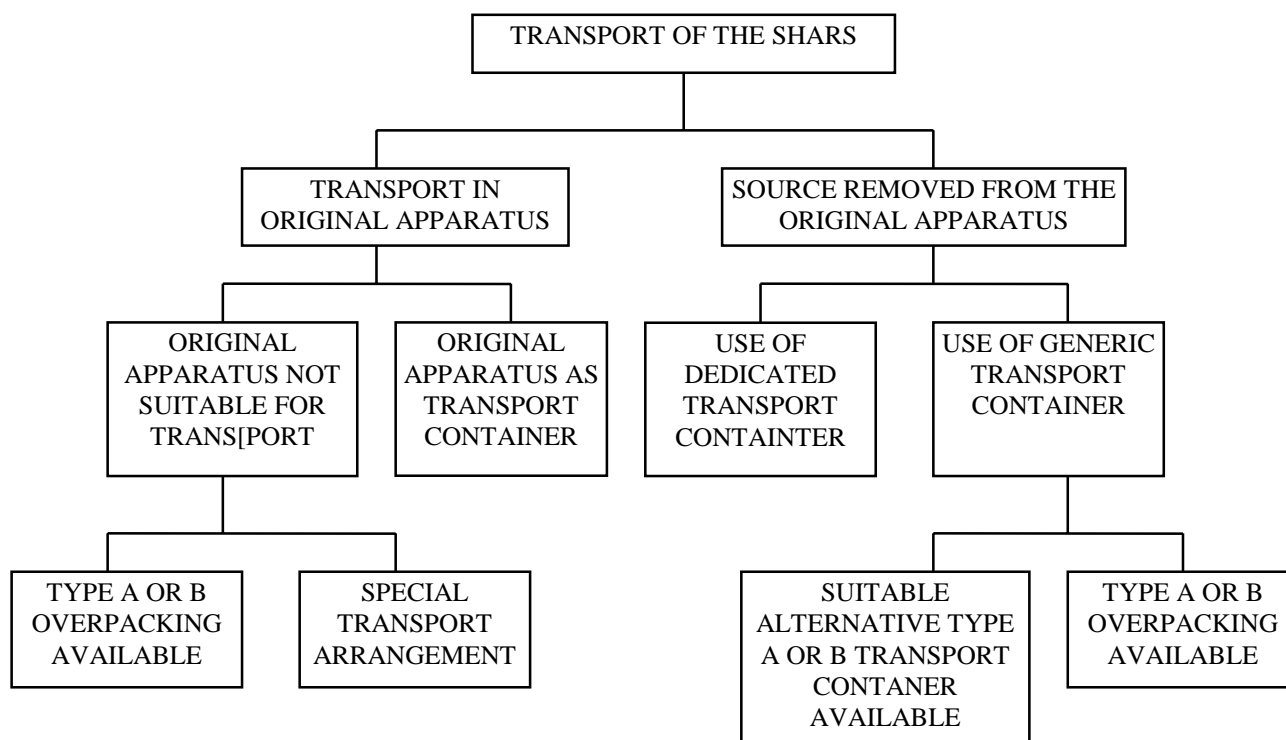 TRANSPORT OF THE SHARS
TRANSPORT IN
ORIGINAL APPARATUS
SOURCE REMOVED FROM THE
ORIGINAL APPARATUS
ORIGINAL
APPARATUS NOT
SUITABLE FOR
TRANS[PORT
ORIGINAL
APPARATUS AS
TRANSPORT
CONTAINER
USE OF
DEDICATED
TRANSPORT
CONTAINTER
USE OF GENERIC
TRANSPORT
CONTAINER
TYPE A OR B
OVERPACKING
AVAILABLE
SPECIAL
TRANSPORT
ARRANGEMENT
SUITABLE
ALTERNATIVE TYPE
A OR B TRANSPORT
CONTANER
AVAILABLE
TYPE A OR B
OVERPACKING
AVAILABLE